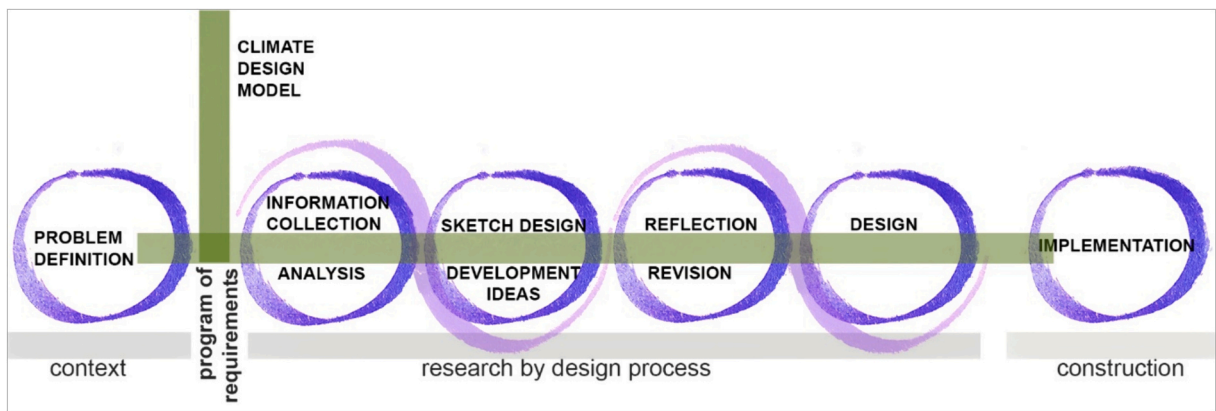 CLIMATE
DESIGN
MODEL
PROBLEM
DEFINITION
INFORMATION
COLLECTION
ANALYSIS
SKETCH DESIGN
DEVELOPMENT
IDEAS
REFLECTION
REVISION
DESIGN
IMPLEMENTATION
context
program of
requirements
research by design process
construction